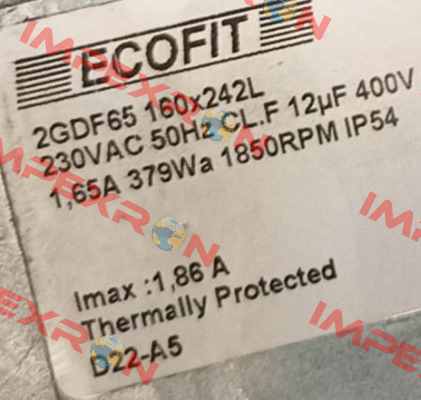 ECOFIT
2GDF65 160x242L
230VAC 50Hz CL.F 12µF 400V
1,65A 379Wa 1850RPM IP54
Imax :1,86 A
Thermally Protected
D22-A5
IMPEXRON
IMPEXRON
IMPEXRON
IMPEXRON